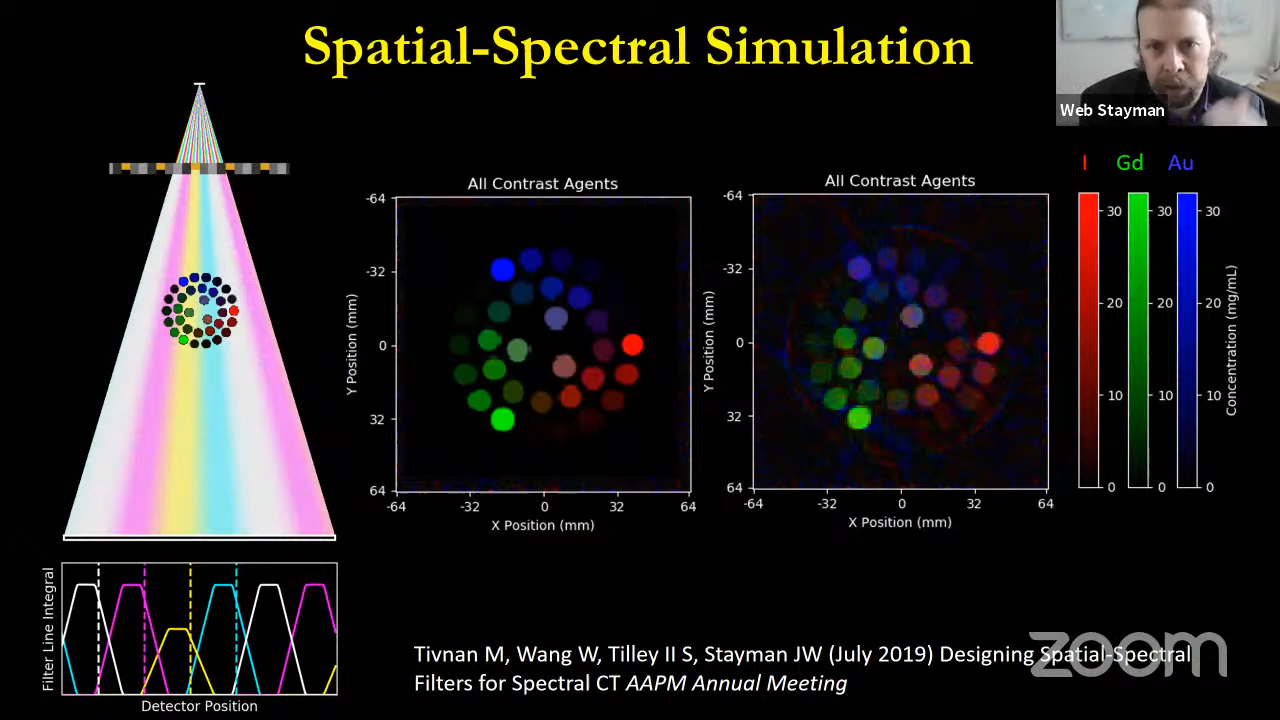 Spatial-Spectral Simulation
Web Stayman
I Gd Au
All Contrast Agents
-64
-32
0
32
64
-64 -32 0 32 64
Y Position (mm)
X Position (mm)
All Contrast Agents
-64
-32
0
32
64
-64 -32 0 32 64
Y Position (mm)
X Position (mm)
30 30 30
20 20 20
10 10 10
0 0 0
Concentration (mg/mL)
Filter Line Integral
Detector Position
Tivnan M, Wang W, Tilley II S, Stayman JW (July 2019) Designing Spatial-Spectral
Filters for Spectral CT AAPM Annual Meeting
zoom